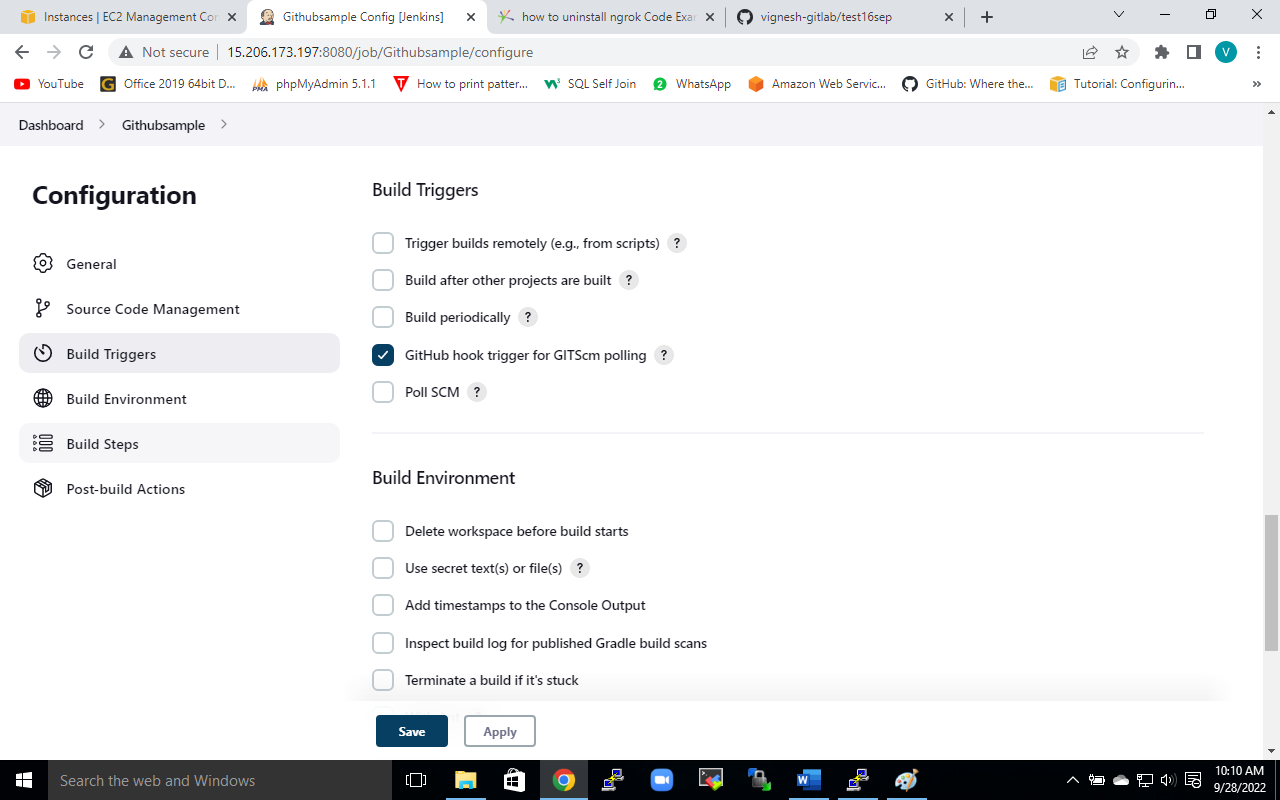 Instances | EC2 Management Con
Githubsample Config [Jenkins]
how to uninstall ngrok Code Exam
vignesh-gitlab/test16sep
Not secure
15.206.173.197:8080/job/Githubsample/configure
V
YouTube
Office 2019 64bit D...
phpMyAdmin 5.1.1
How to print patter...
SQL Self Join
2
WhatsApp
Amazon Web Servic...
GitHub: Where the...
Tutorial: Configurin...
»
Dashboard
Githubsample
Configuration
General
Source Code Management
Build Triggers
Build Environment
Build Steps
Post-build Actions
Build Triggers
Trigger builds remotely (e.g., from scripts) ?
Build after other projects are built ?
Build periodically ?
GitHub hook trigger for GITScm polling ?
Poll SCM ?
Build Environment
Delete workspace before build starts
Use secret text(s) or file(s) ?
Add timestamps to the Console Output
Inspect build log for published Gradle build scans
Terminate a build if it's stuck
Save
Apply
Search the web and Windows
10:10 AM
9/28/2022